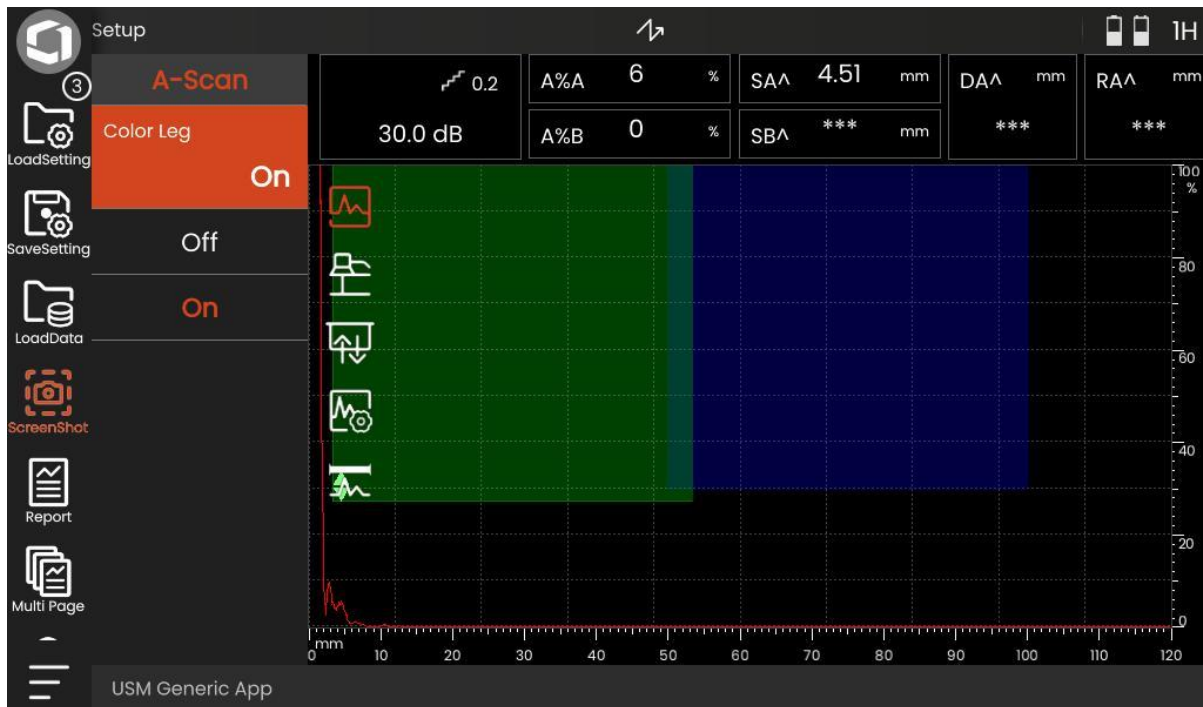 Setup
1H
3
A-Scan
Color Leg
On
Off
On
LoadSetting
SaveSetting
LoadData
ScreenShot
Report
Multi Page
0.2
30.0 dB
A%A 6 %
A%B 0 %
SA^ 4.51 mm
SB^ *** mm
DA^ mm
***
RA^ mm
***
100
%
80
60
40
20
0
mm
0 10 20 30 40 50 60 70 80 90 100 110 120
USM Generic App